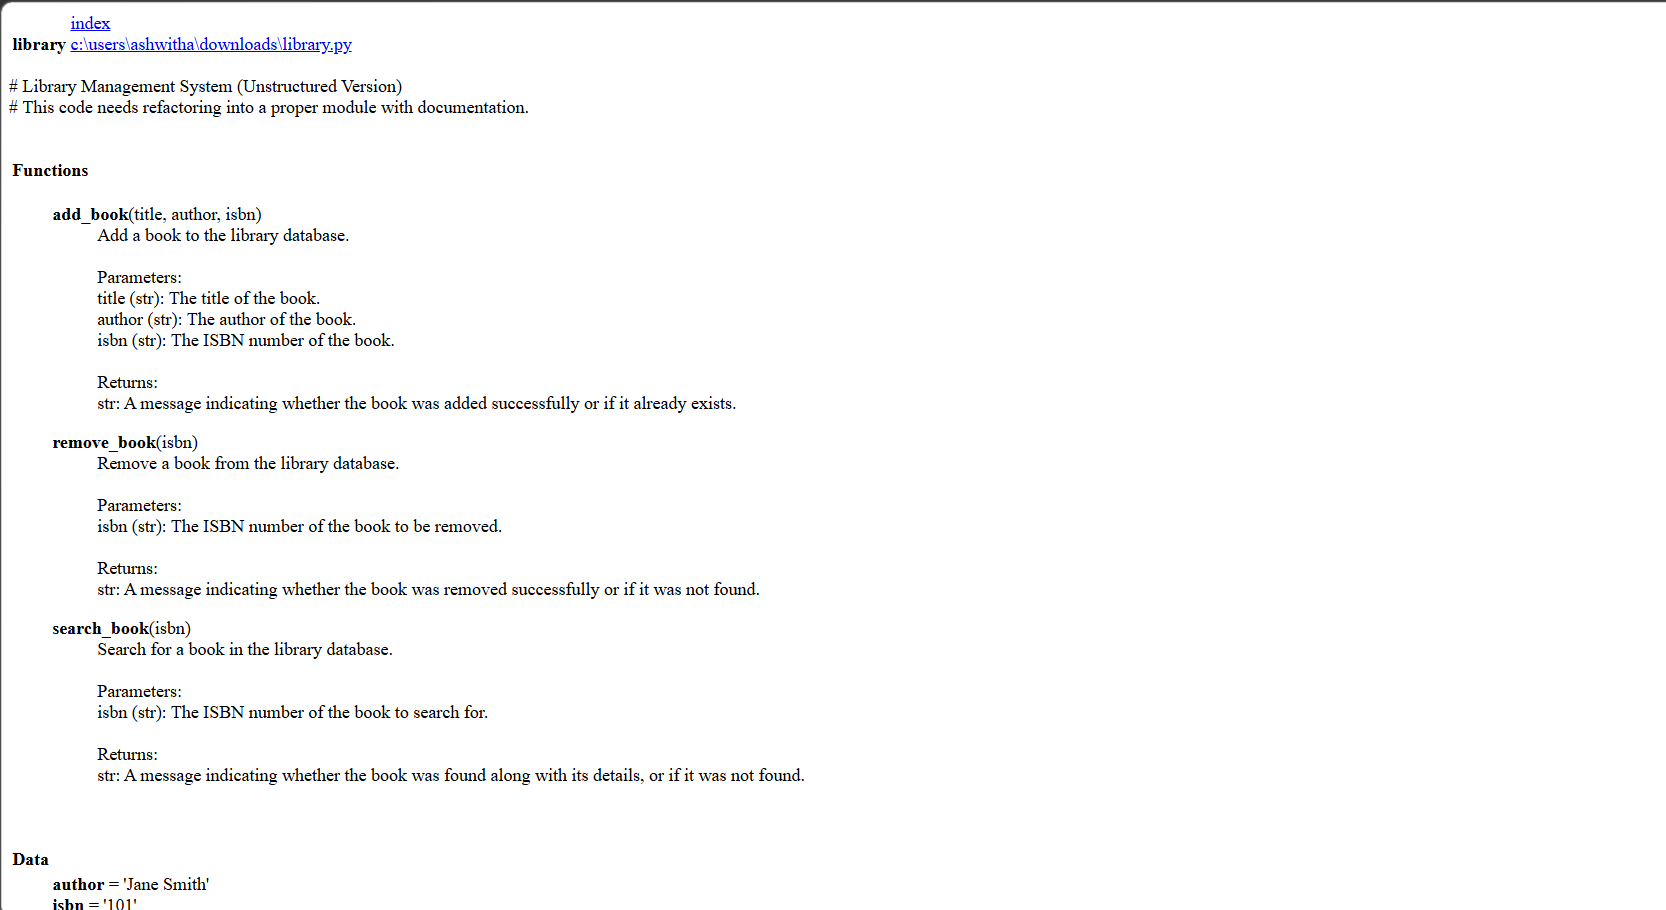 index
library c:\users\ashwitha\downloads\library.py
# Library Management System (Unstructured Version)
# This code needs refactoring into a proper module with documentation.
Functions
add_book(title, author, isbn)
Add a book to the library database.
Parameters:
title (str): The title of the book.
author (str): The author of the book.
isbn (str): The ISBN number of the book.
Returns:
str: A message indicating whether the book was added successfully or if it already exists.
remove_book(isbn)
Remove a book from the library database.
Parameters:
isbn (str): The ISBN number of the book to be removed.
Returns:
str: A message indicating whether the book was removed successfully or if it was not found.
search_book(isbn)
Search for a book in the library database.
Parameters:
isbn (str): The ISBN number of the book to search for.
Returns:
str: A message indicating whether the book was found along with its details, or if it was not found.
Data
author = 'Jane Smith'
isbn = '101'